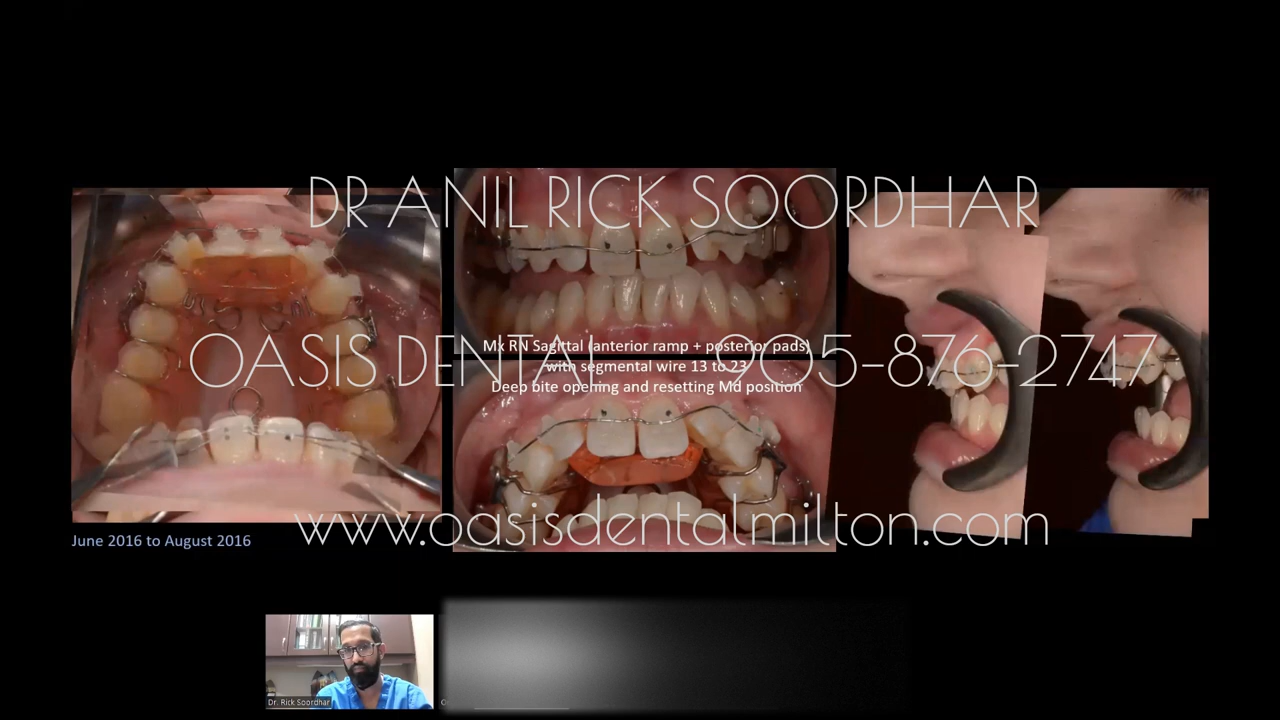 DR ANIL RICK SOORDHAR
Mx RN Sagittal (anterior ramp + posterior pads)
OASIS DENTAL 905-876-2747
with segmental wire 13 to 23
Deep bite opening and resetting Md position
www.oasisdentalmilton.com
June 2016 to August 2016
Dr. Rick Soordhar